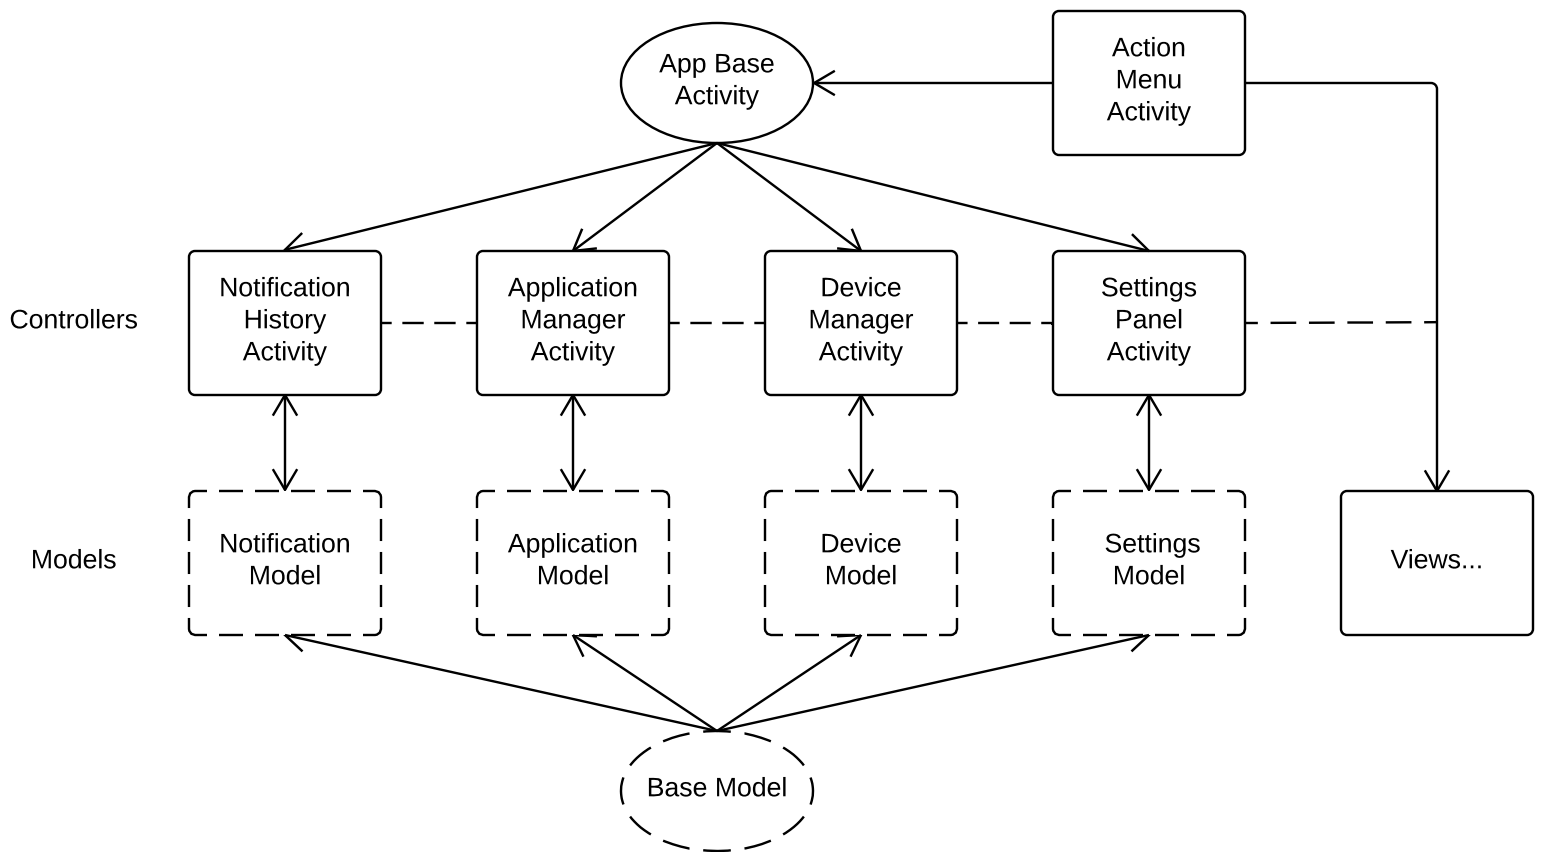 App Base
Activity
Action
Menu
Activity
Controllers
Notification
History
Activity
Application
Manager
Activity
Device
Manager
Activity
Settings
Panel
Activity
Models
Notification
Model
Application
Model
Device
Model
Settings
Model
Views...
Base Model